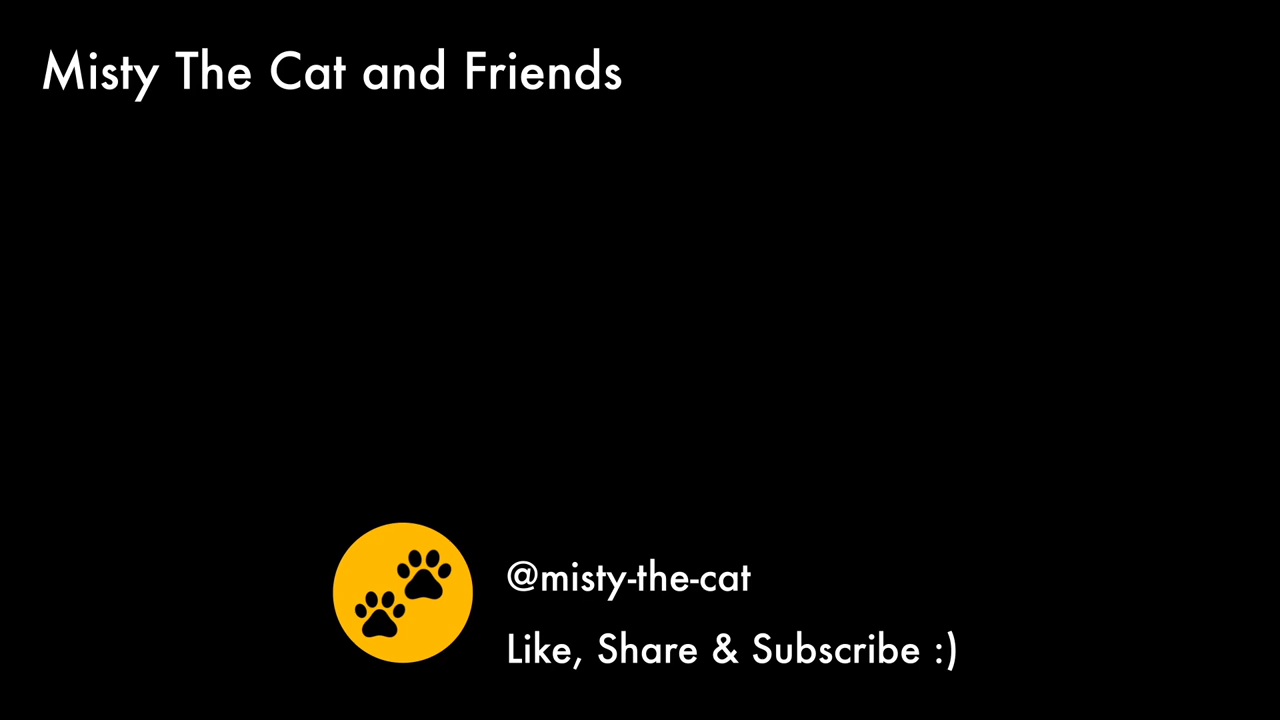 Misty The Cat and Friends
@misty-the-cat
Like, Share & Subscribe :)